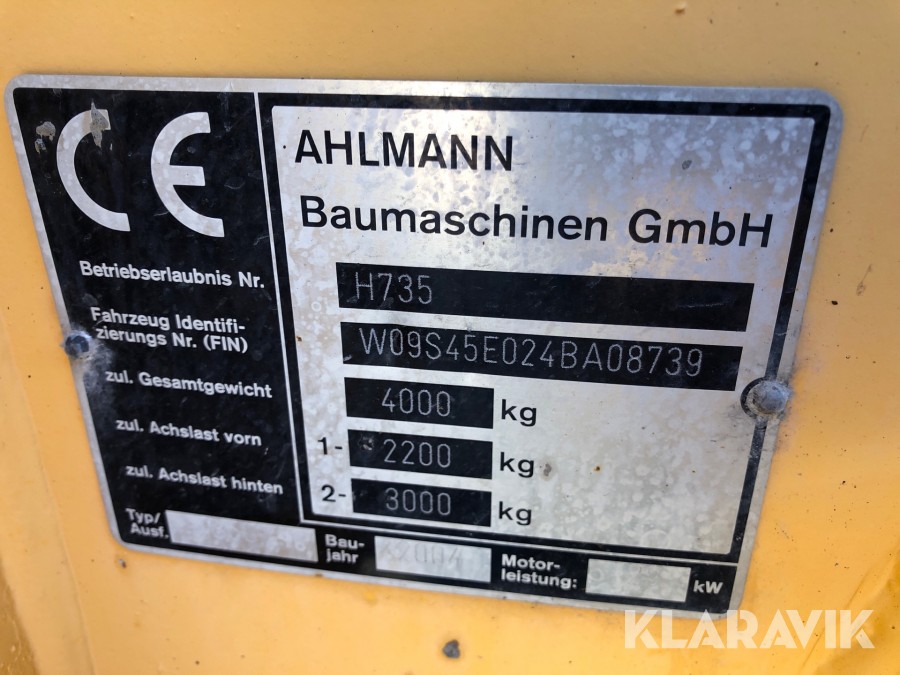 CE
AHLMANN
Baumaschinen GmbH
Betriebserlaubnis Nr. H735
Fahrzeug Identifi-
zierungs Nr. (FIN) W09S45E024BA08739
zul. Gesamtgewicht 4000 kg
zul. Achslast vorn 1- 2200 kg
zul. Achslast hinten 2- 3000 kg
Typ/
Ausf.
Bau-
jahr 2004
Motor-
leistung: kW
KLARAVIK